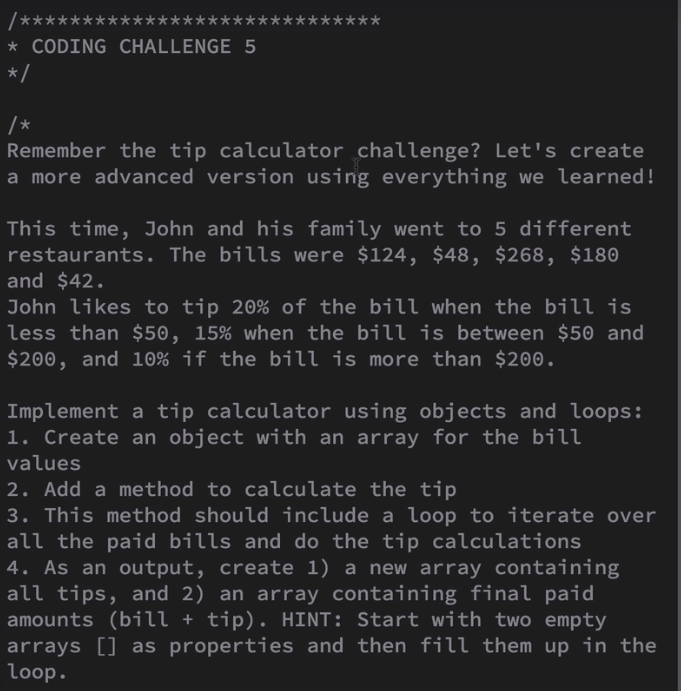 /*****************************
* CODING CHALLENGE 5
*/
/*
Remember the tip calculator challenge? Let's create
a more advanced version using everything we learned!
This time, John and his family went to 5 different
restaurants. The bills were $124, $48, $268, $180
and $42.
John likes to tip 20% of the bill when the bill is
less than $50, 15% when the bill is between $50 and
$200, and 10% if the bill is more than $200.
Implement a tip calculator using objects and loops:
1. Create an object with an array for the bill
values
2. Add a method to calculate the tip
3. This method should include a loop to iterate over
all the paid bills and do the tip calculations
4. As an output, create 1) a new array containing
all tips, and 2) an array containing final paid
amounts (bill + tip). HINT: Start with two empty
arrays [] as properties and then fill them up in the
loop.